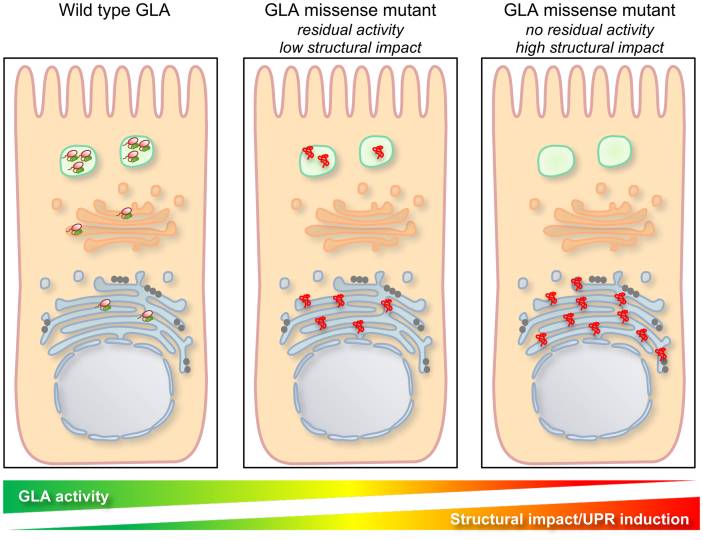 Wild type GLA
GLA missense mutant
residual activity
low structural impact
GLA missense mutant
no residual activity
high structural impact
GLA activity
Structural impact/UPR induction